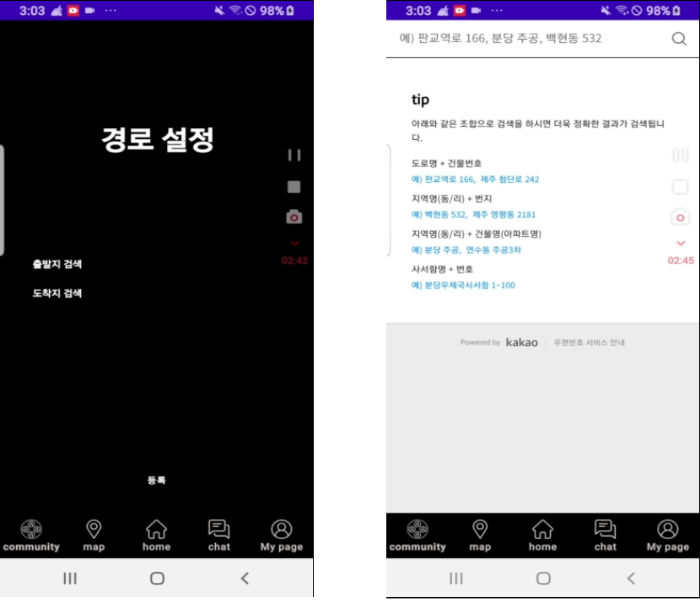 3:03 98%
경로 설정
출발지 검색
02:42
도착지 검색
등록
community map home chat My page
3:03 98%
예) 판교역로 166, 분당 주공, 백현동 532
tip
아래와 같은 조합으로 검색을 하시면 더욱 정확한 결과가 검색됩니
다.
도로명 + 건물번호
예) 판교역로 166, 제주 첨단로 242
지역명(동/리) + 번지
예) 백현동 532, 제주 영평동 2181
지역명(동/리) + 건물명(아파트명)
예) 분당 주공, 연수동 주공3차
02:45
사서함명 + 번호
예) 분당우체국사서함 1~100
Powered by kakao 우편번호 서비스 안내
community map home chat My page